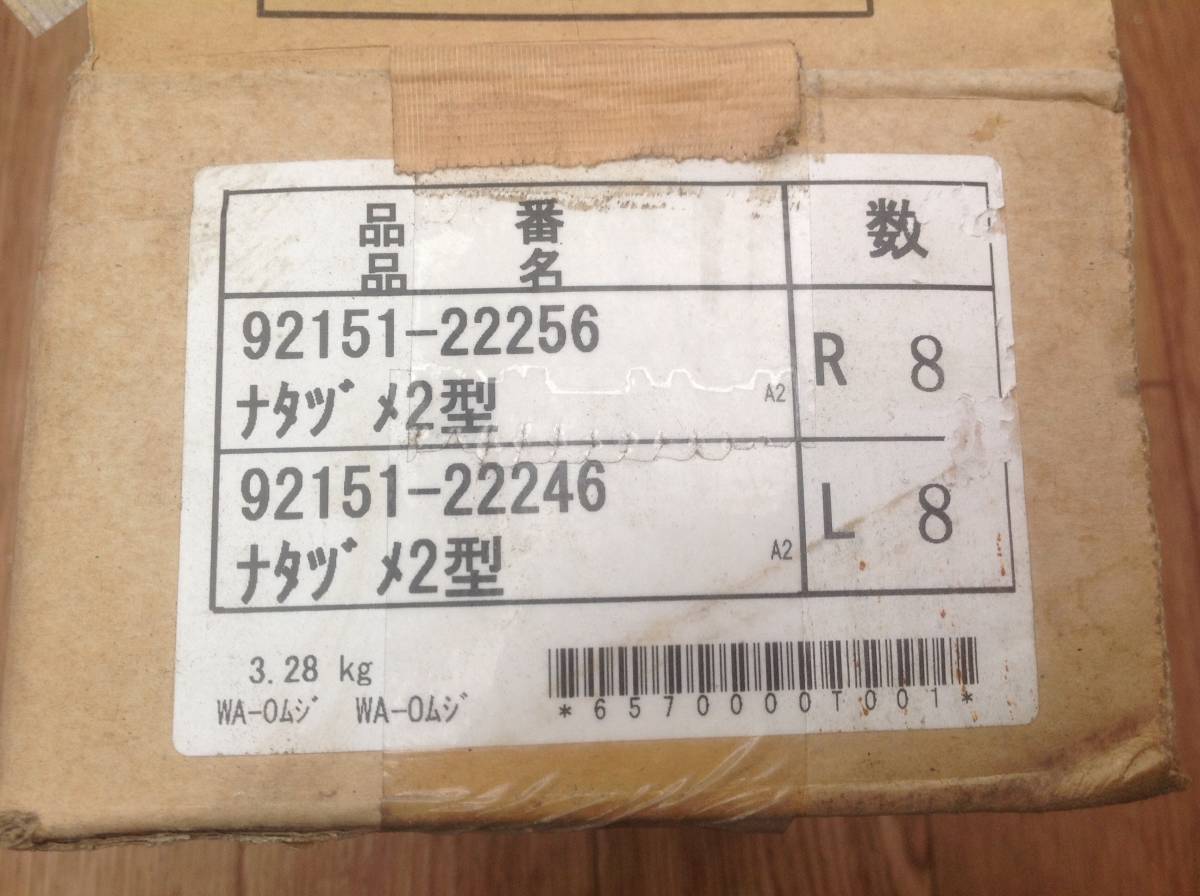 品 番 数
品 名
92151-22256 R 8
ﾅﾀﾂﾞﾒ2型 A2
92151-22246 L 8
ﾅﾀﾂﾞﾒ2型 A2
3.28 kg
WA-0ﾑｼﾞ WA-0ﾑｼﾞ
*6570000T001*